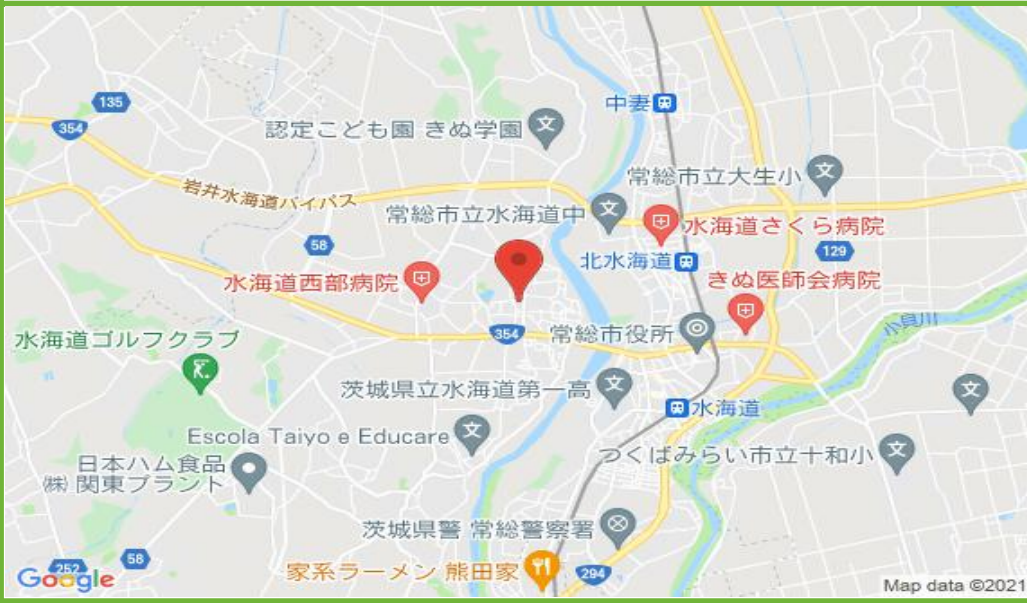 中妻
135
354
認定こども園 きぬ学園
岩井水海道バイパス
常総市立大生小
常総市立水海道中
水海道さくら病院
58
129
北水海道
水海道西部病院
きぬ医師会病院
小貝川
354
常総市役所
水海道ゴルフクラブ
茨城県立水海道第一高
水海道
Escola Taiyo e Educare
日本ハム食品
㈱ 関東プラント
つくばみらい市立十和小
茨城県警 常総警察署
58
252
家系ラーメン 熊田家
294
Google
Map data ©2021